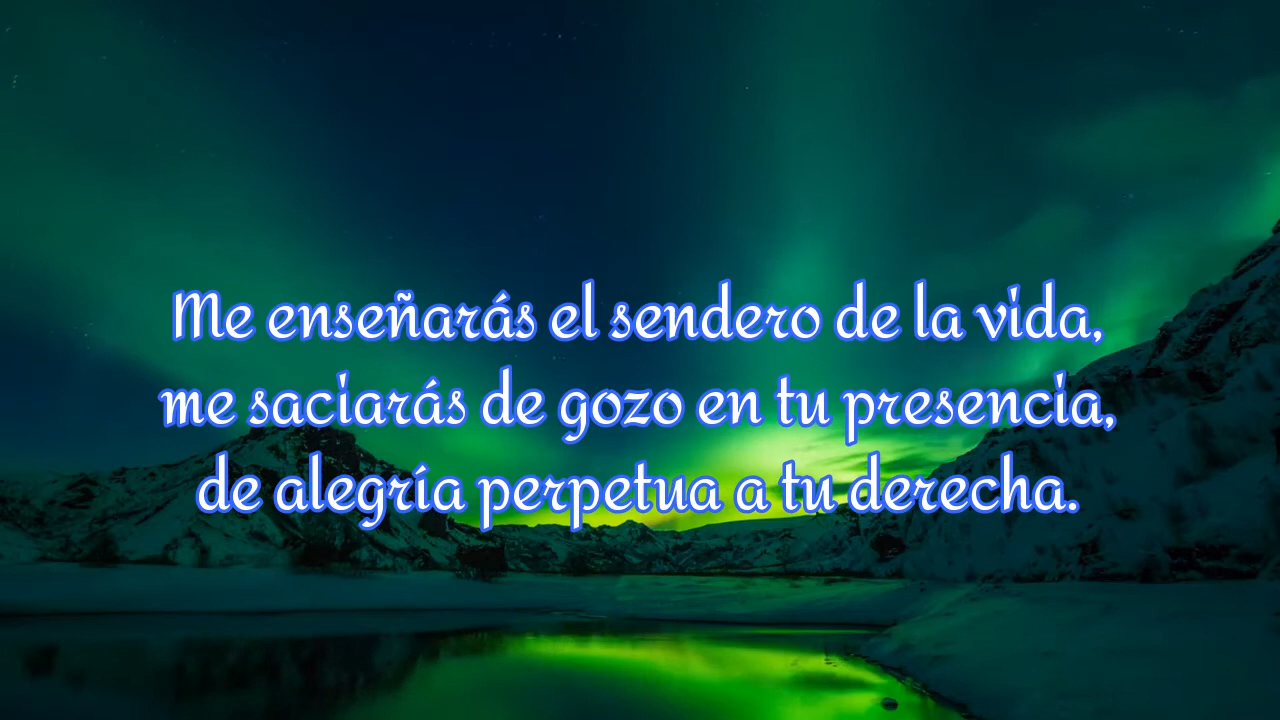 Me enseñarás el sendero de la vida,
me saciarás de gozo en tu presencia,
de alegría perpetua a tu derecha.